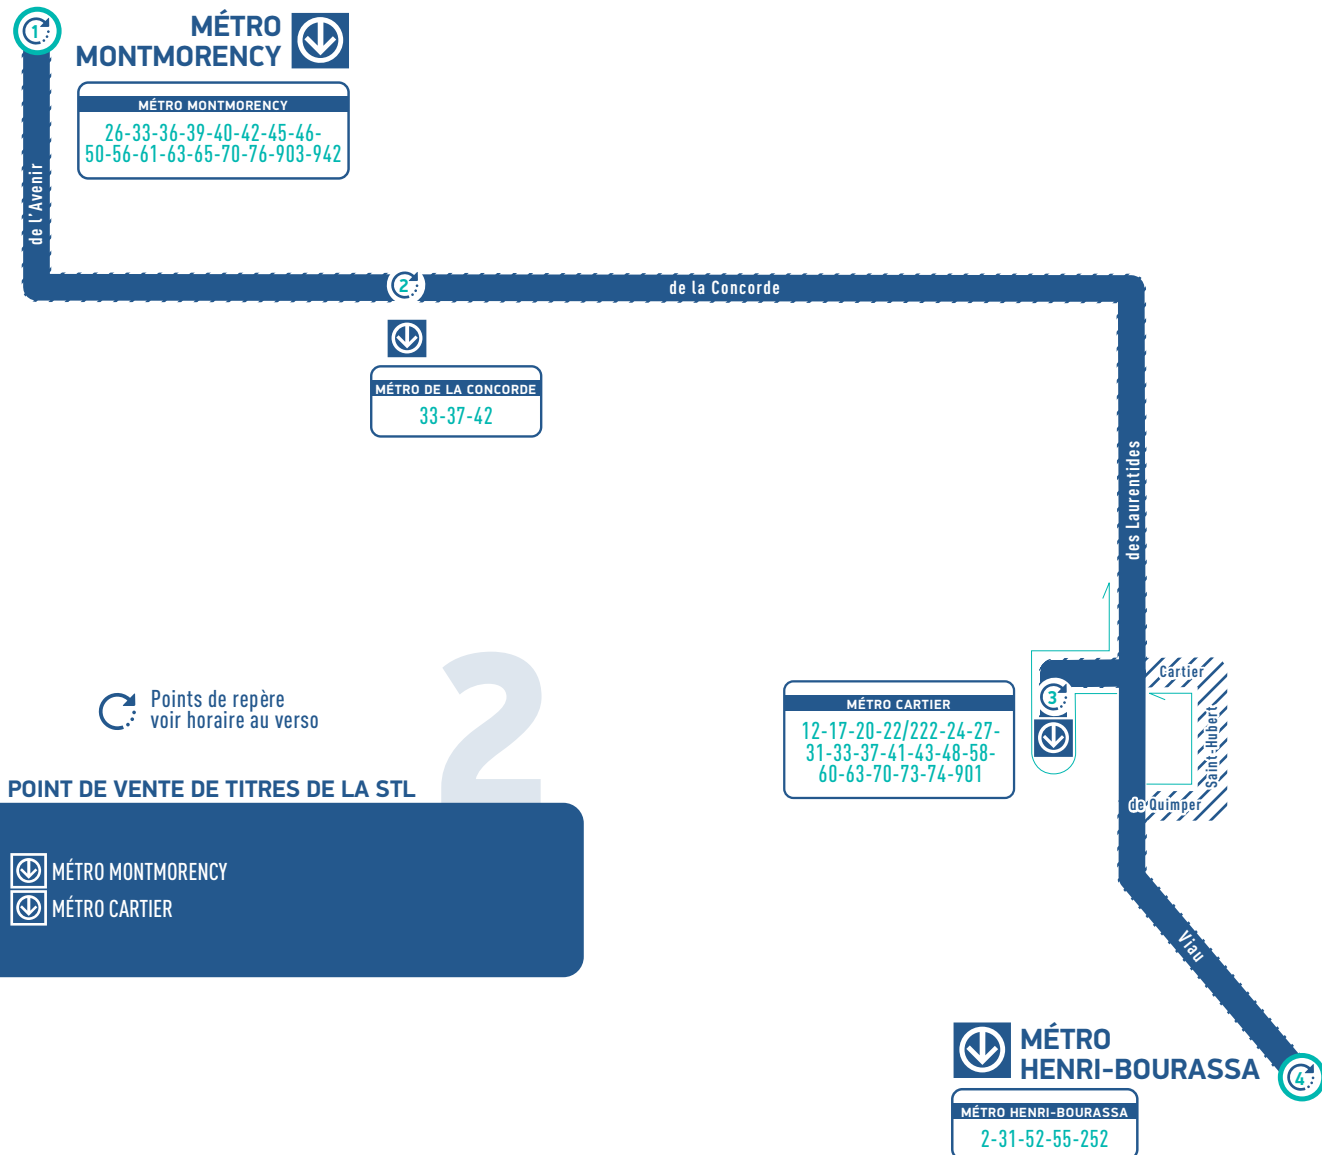 1
MÉTRO
MONTMORENCY
MÉTRO MONTMORENCY
26-33-36-39-40-42-45-46-
50-56-61-63-65-70-76-903-942
de l'Avenir
2
de la Concorde
MÉTRO DE LA CONCORDE
33-37-42
des Laurentides
Cartier
3
MÉTRO CARTIER
12-17-20-22/222-24-27-
31-33-37-41-43-48-58-
60-63-70-73-74-901
Saint-Hubert
de Quimper
Points de repère
voir horaire au verso
2
POINT DE VENTE DE TITRES DE LA STL
MÉTRO MONTMORENCY
MÉTRO CARTIER
Viau
MÉTRO
HENRI-BOURASSA
4
MÉTRO HENRI-BOURASSA
2-31-52-55-252